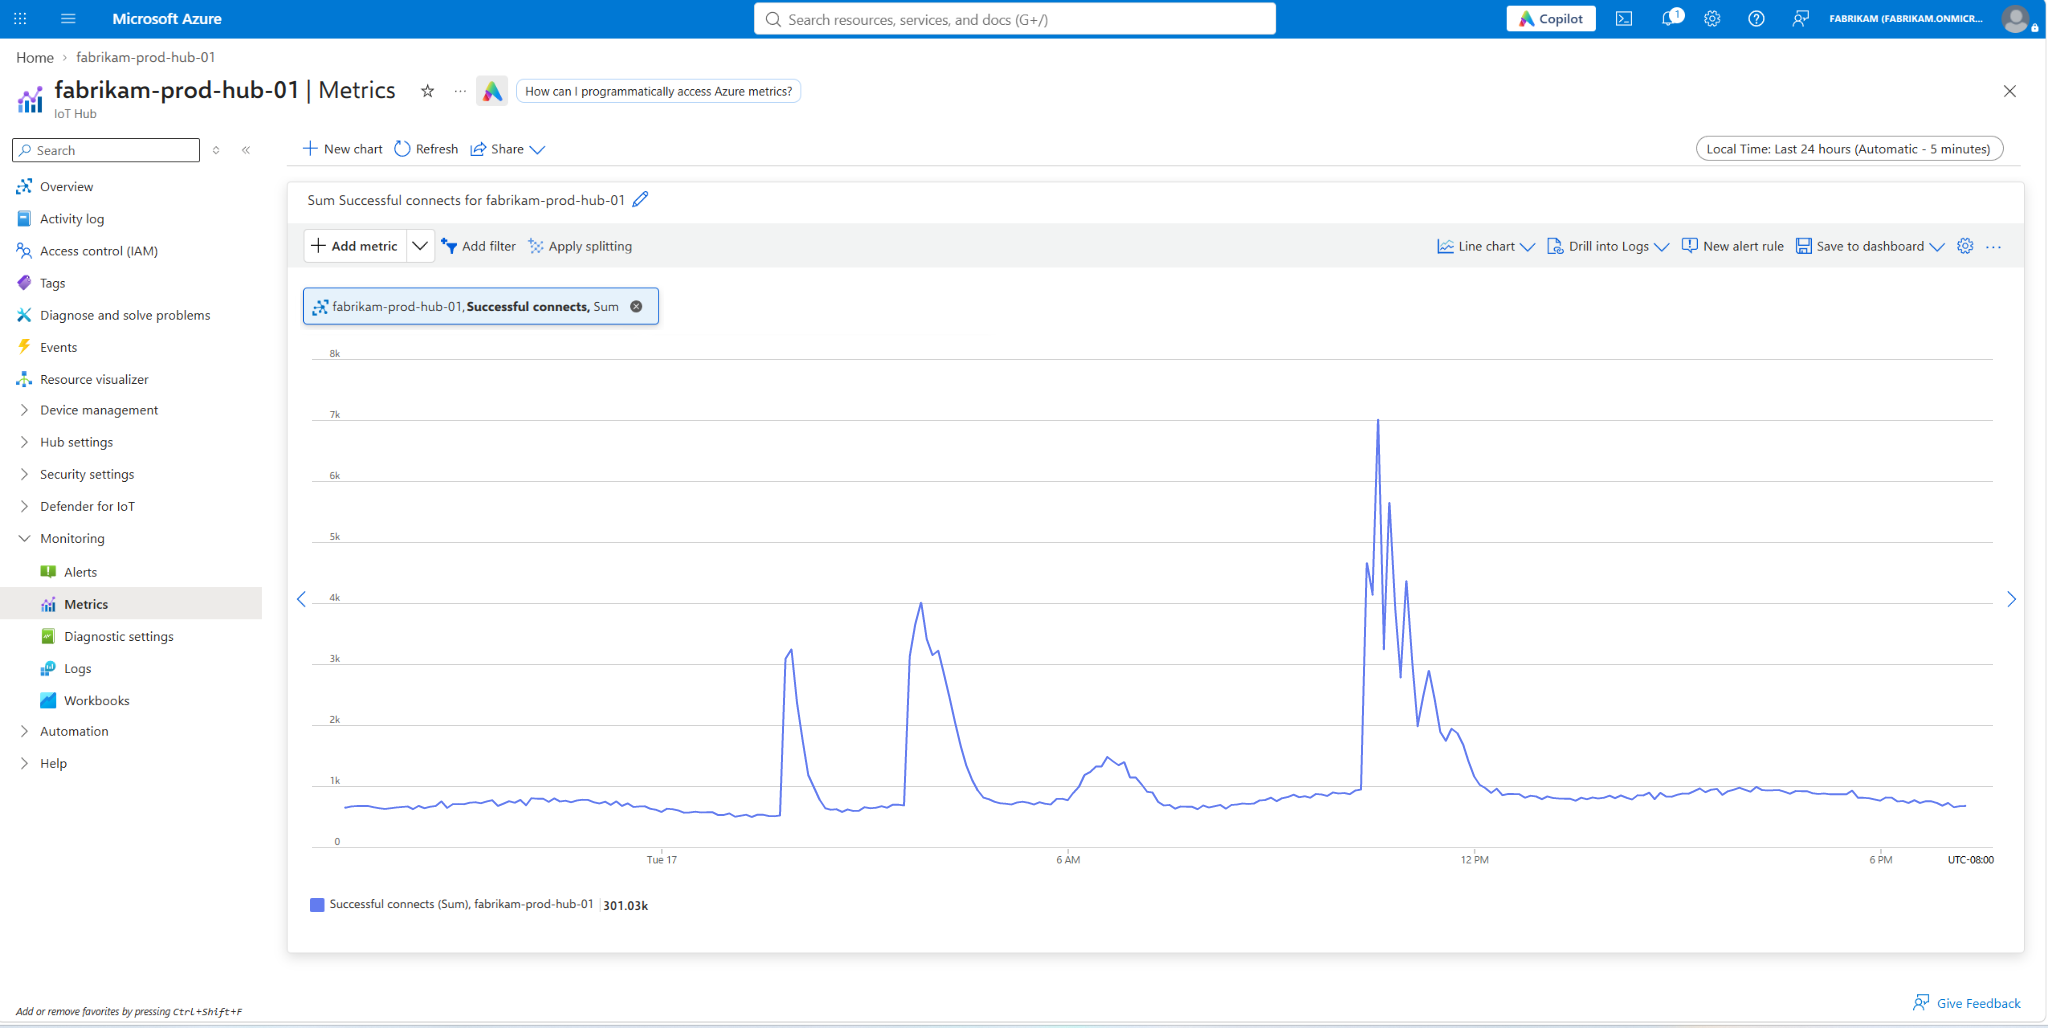 Microsoft Azure
Search resources, services, and docs (G+/)
Copilot
1
FABRIKAM (FABRIKAM.ONMICR...
Home > fabrikam-prod-hub-01
fabrikam-prod-hub-01 | Metrics
How can I programmatically access Azure metrics?
IoT Hub
Search
New chart
Refresh
Share
Local Time: Last 24 hours (Automatic - 5 minutes)
Overview
Activity log
Access control (IAM)
Tags
Diagnose and solve problems
Events
Resource visualizer
Device management
Hub settings
Security settings
Defender for IoT
Monitoring
Alerts
Metrics
Diagnostic settings
Logs
Workbooks
Automation
Help
Sum Successful connects for fabrikam-prod-hub-01
Add metric
Add filter
Apply splitting
Line chart
Drill into Logs
New alert rule
Save to dashboard
fabrikam-prod-hub-01, Successful connects, Sum
8k
7k
6k
5k
4k
3k
2k
1k
0
Tue 17
6 AM
12 PM
6 PM
UTC-08:00
Successful connects (Sum), fabrikam-prod-hub-01 | 301.03k
Give Feedback
Add or remove favorites by pressing Ctrl+Shift+F